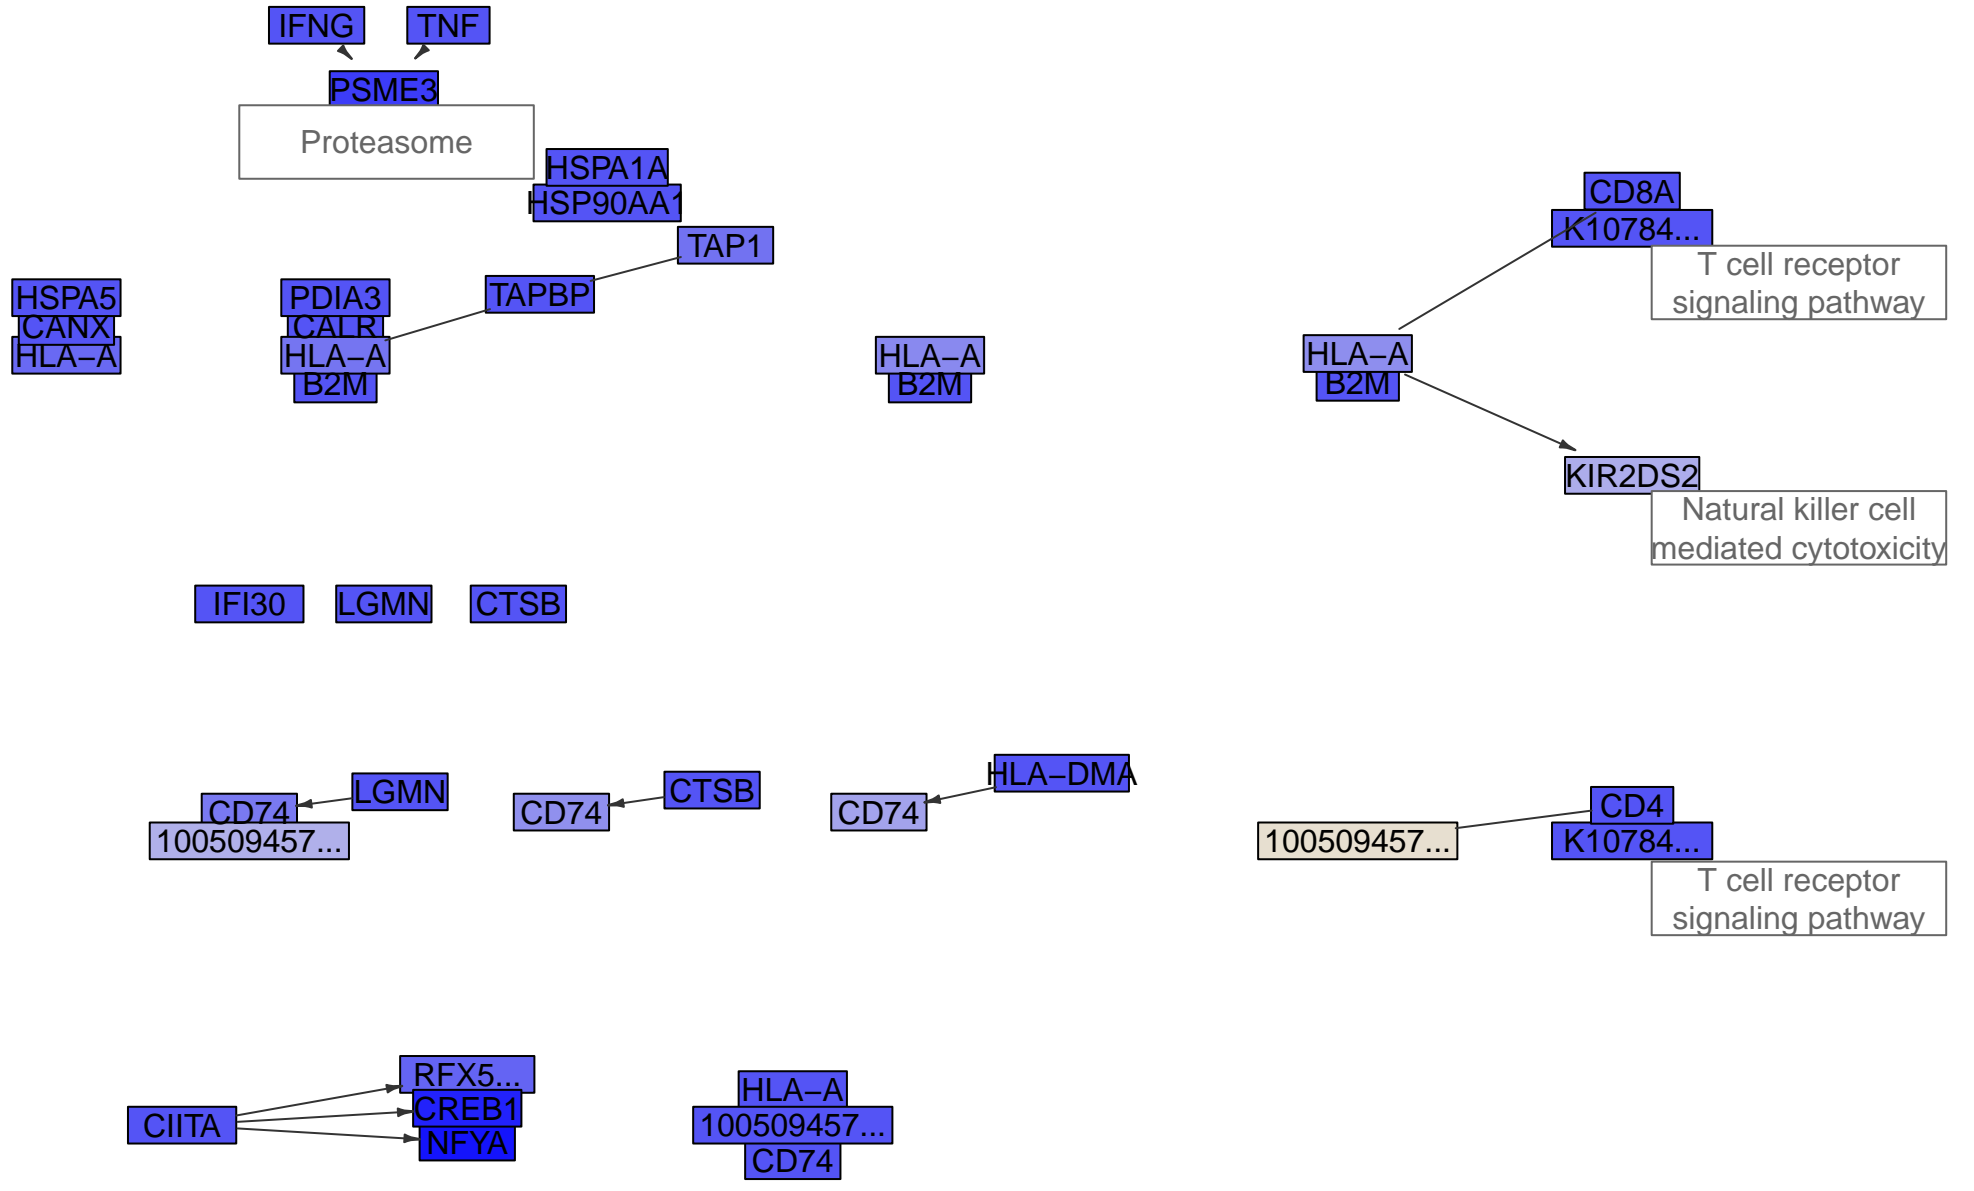 IFNG
TNF
PSME3
Proteasome
HSPA1A
HSP90AA1
TAP1
TAPBP
CD8A
K10784...
T cell receptor
signaling pathway
HSPA5
CANX
HLA–A
PDIA3
CALR
HLA–A
B2M
HLA–A
B2M
HLA–A
B2M
KIR2DS2
Natural killer cell
mediated cytotoxicity
IFI30
LGMN
CTSB
LGMN
CD74
100509457...
CTSB
CD74
HLA–DMA
CD74
CD4
100509457...
K10784...
T cell receptor
signaling pathway
CIITA
RFX5...
CREB1
NFYA
HLA–A
100509457...
CD74